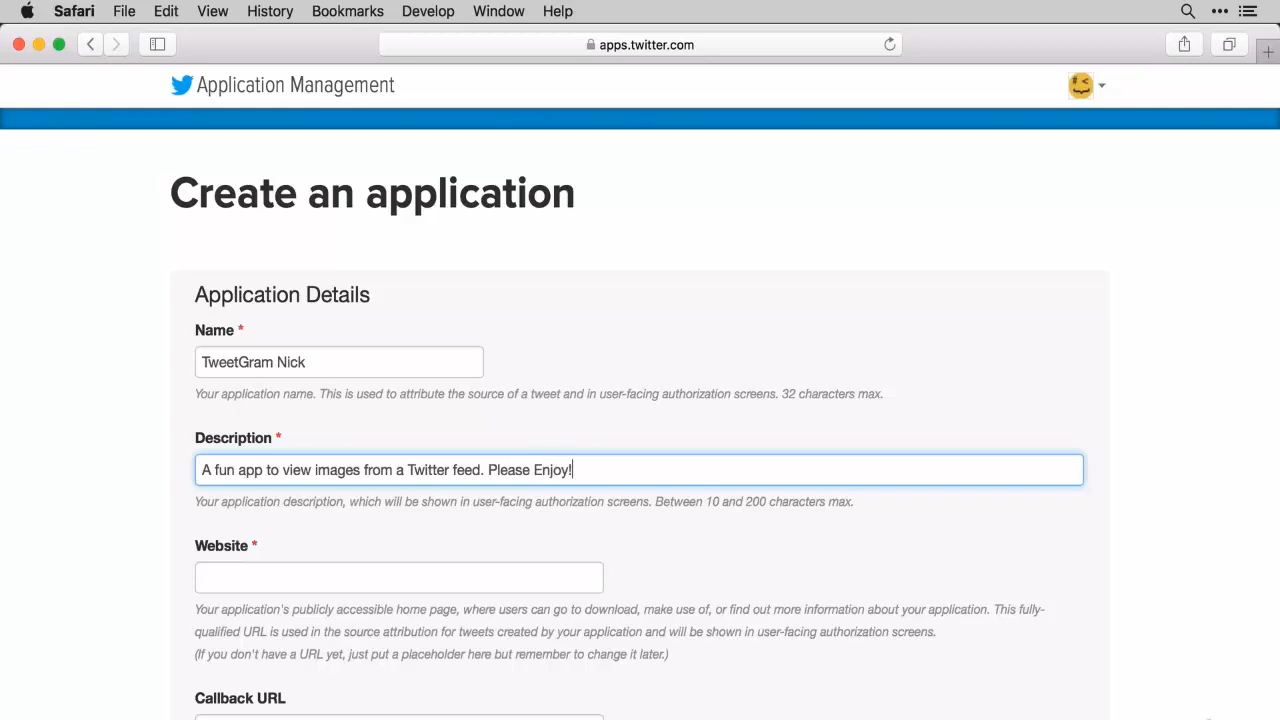 Safari File Edit View History Bookmarks Develop Window Help
apps.twitter.com
Application Management
Create an application
Application Details
Name *
TweetGram Nick
Your application name. This is used to attribute the source of a tweet and in user-facing authorization screens. 32 characters max.
Description *
A fun app to view images from a Twitter feed. Please Enjoy!
Your application description, which will be shown in user-facing authorization screens. Between 10 and 200 characters max.
Website *
Your application's publicly accessible home page, where users can go to download, make use of, or find out more information about your application. This fully-
qualified URL is used in the source attribution for tweets created by your application and will be shown in user-facing authorization screens.
(If you don't have a URL yet, just put a placeholder here but remember to change it later.)
Callback URL